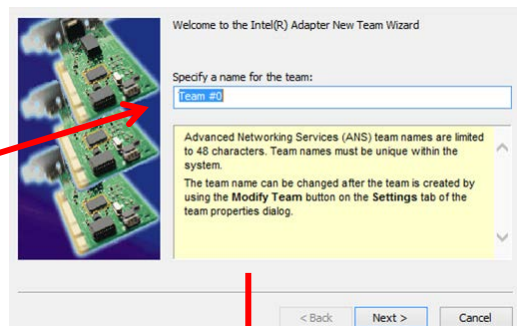 Welcome to the Intel(R) Adapter New Team Wizard
Specify a name for the team:
Team #0
Advanced Networking Services (ANS) team names are limited
to 48 characters. Team names must be unique within the
system.
The team name can be changed after the team is created by
using the Modify Team button on the Settings tab of the
team properties dialog.
< Back
Next >
Cancel